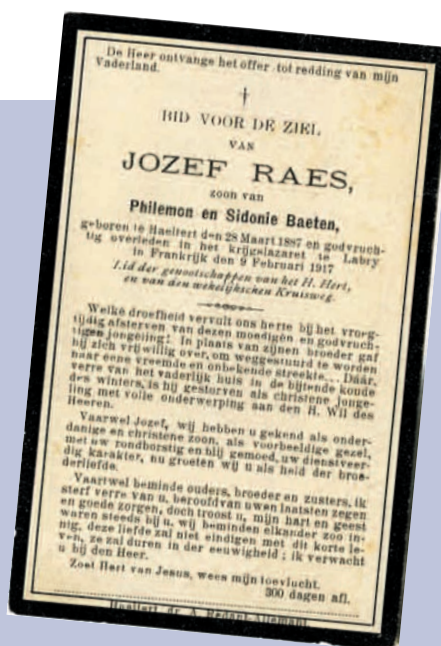 De Heer ontvange het offer tot redding van mijn
Vaderland.
†
BID VOOR DE ZIEL
VAN
JOZEF RAES,
zoon van
Philemon en Sidonie Baeten,
geboren te Haeltert den 28 Maart 1887 en godvruch-
tig overleden in het krijgslazaret te Labry
in Frankrijk den 9 Februari 1917
Lid der genootschappen van het H. Hert,
en van den wekelijkschen Kruisweg.
Welke droefheid vervult ons herte bij het vroeg-
tijdig afsterven van dezen moedigen en godvruch-
tigen jongeling! In plaats van zijnen broeder gaf
hij zich vrijwillig over, om weggestuurd te worden
naar eene vreemde en onbekende streekte... Dáár,
verre van het vaderlijk huis in de bijtende koude
des winters, is hij gestorven als christene jonge-
ling met volle onderwerping aan den H. Wil des
Heeren.
Vaarwel Jozef, wij hebben u gekend als onder-
danige en christene zoon, als voorbeeldige gezel,
met uw rondborstig en blij gemoed, uw dienstveer-
dig karakter, nu groeten wij u als held der broe-
derliefde.
Vaartwel beminde ouders, broeder en zusters, ik
sterf verre van u, beroofd van uwen laatsten zegen
en goede zorgen, doch troost u, mijn hart en geest
waren steeds bij u, wij beminden elkander zoo in-
nig, deze liefde zal niet eindigen met dit korte le-
ven, ze zal duren in der eeuwigheid; ik verwacht
u bij den Heer.
Zoet Hert van Jesus, wees mijn toevlucht.
300 dagen afl.
Haeltert dr. A.